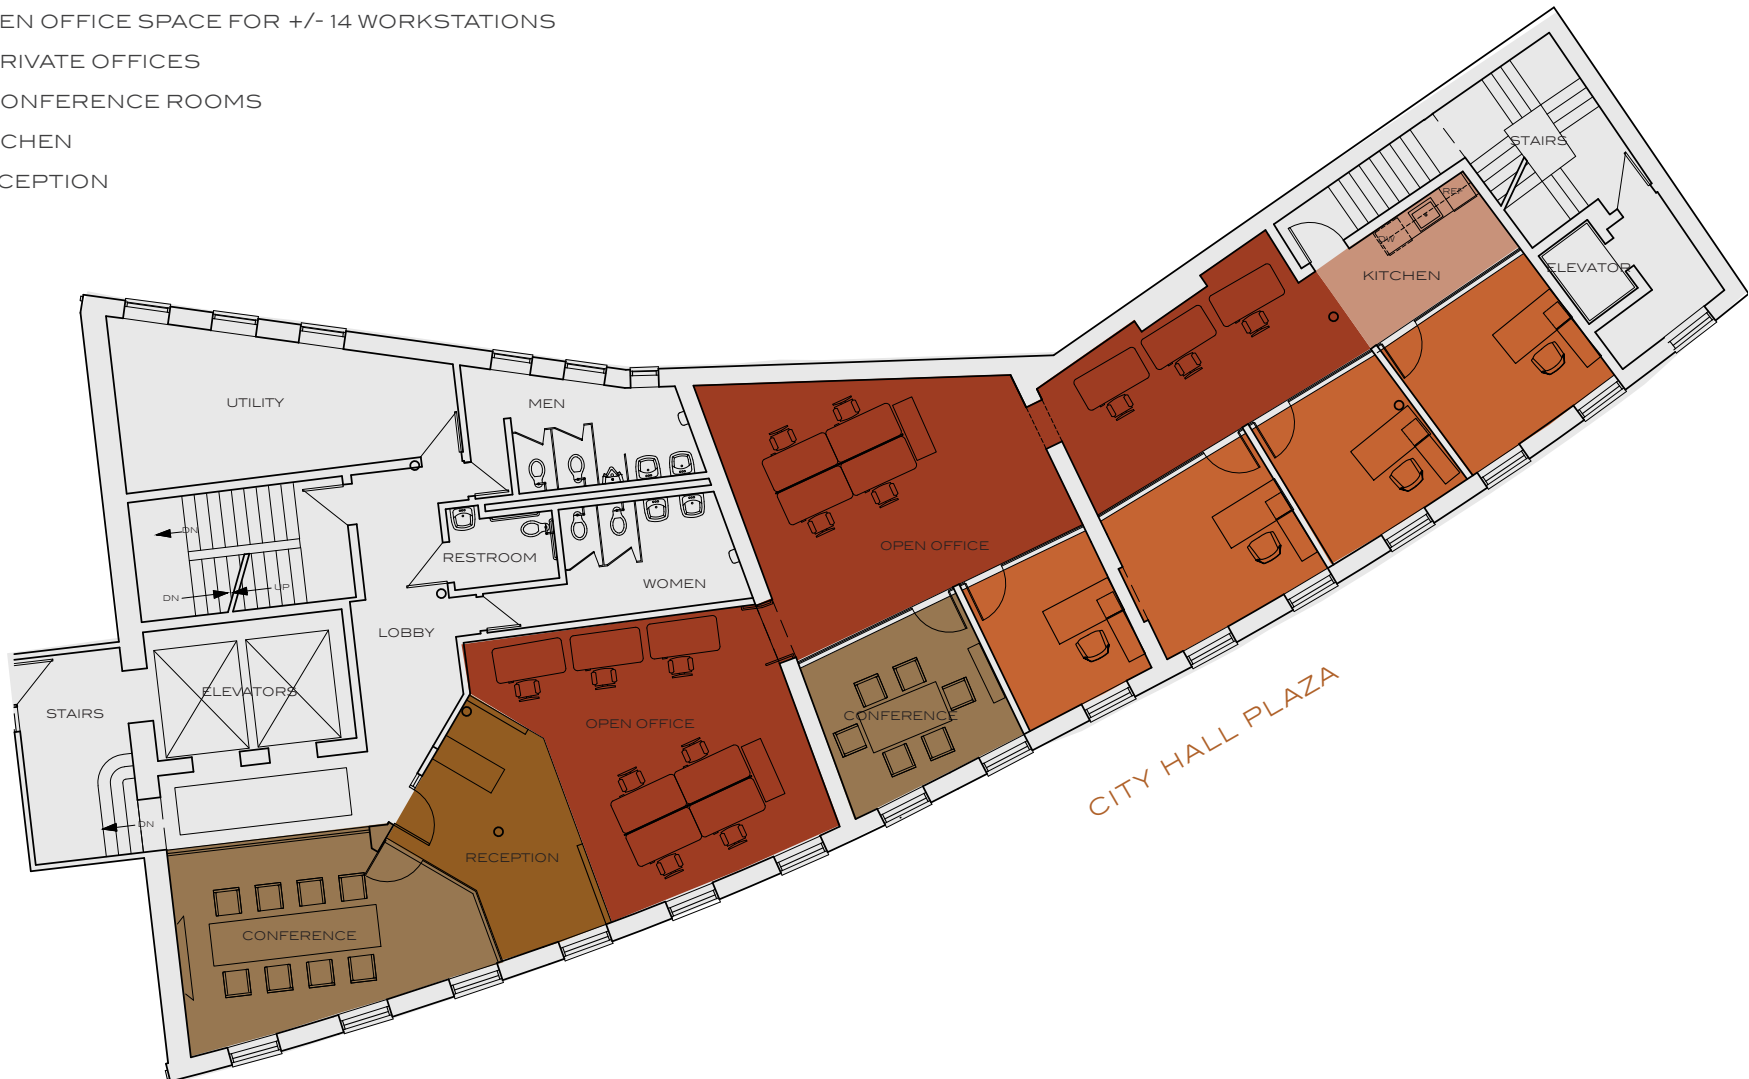 EN OFFICE SPACE FOR +/- 14 WORKSTATIONS
RIVATE OFFICES
ONFERENCE ROOMS
CHEN
CEPTION
STAIRS
REF
DW
KITCHEN
ELEVATOR
UTILITY
MEN
OPEN OFFICE
DN
RESTROOM
WOMEN
DN
UP
LOBBY
ELEVATORS
STAIRS
OPEN OFFICE
CONFERENCE
CITY HALL PLAZA
DN
RECEPTION
CONFERENCE